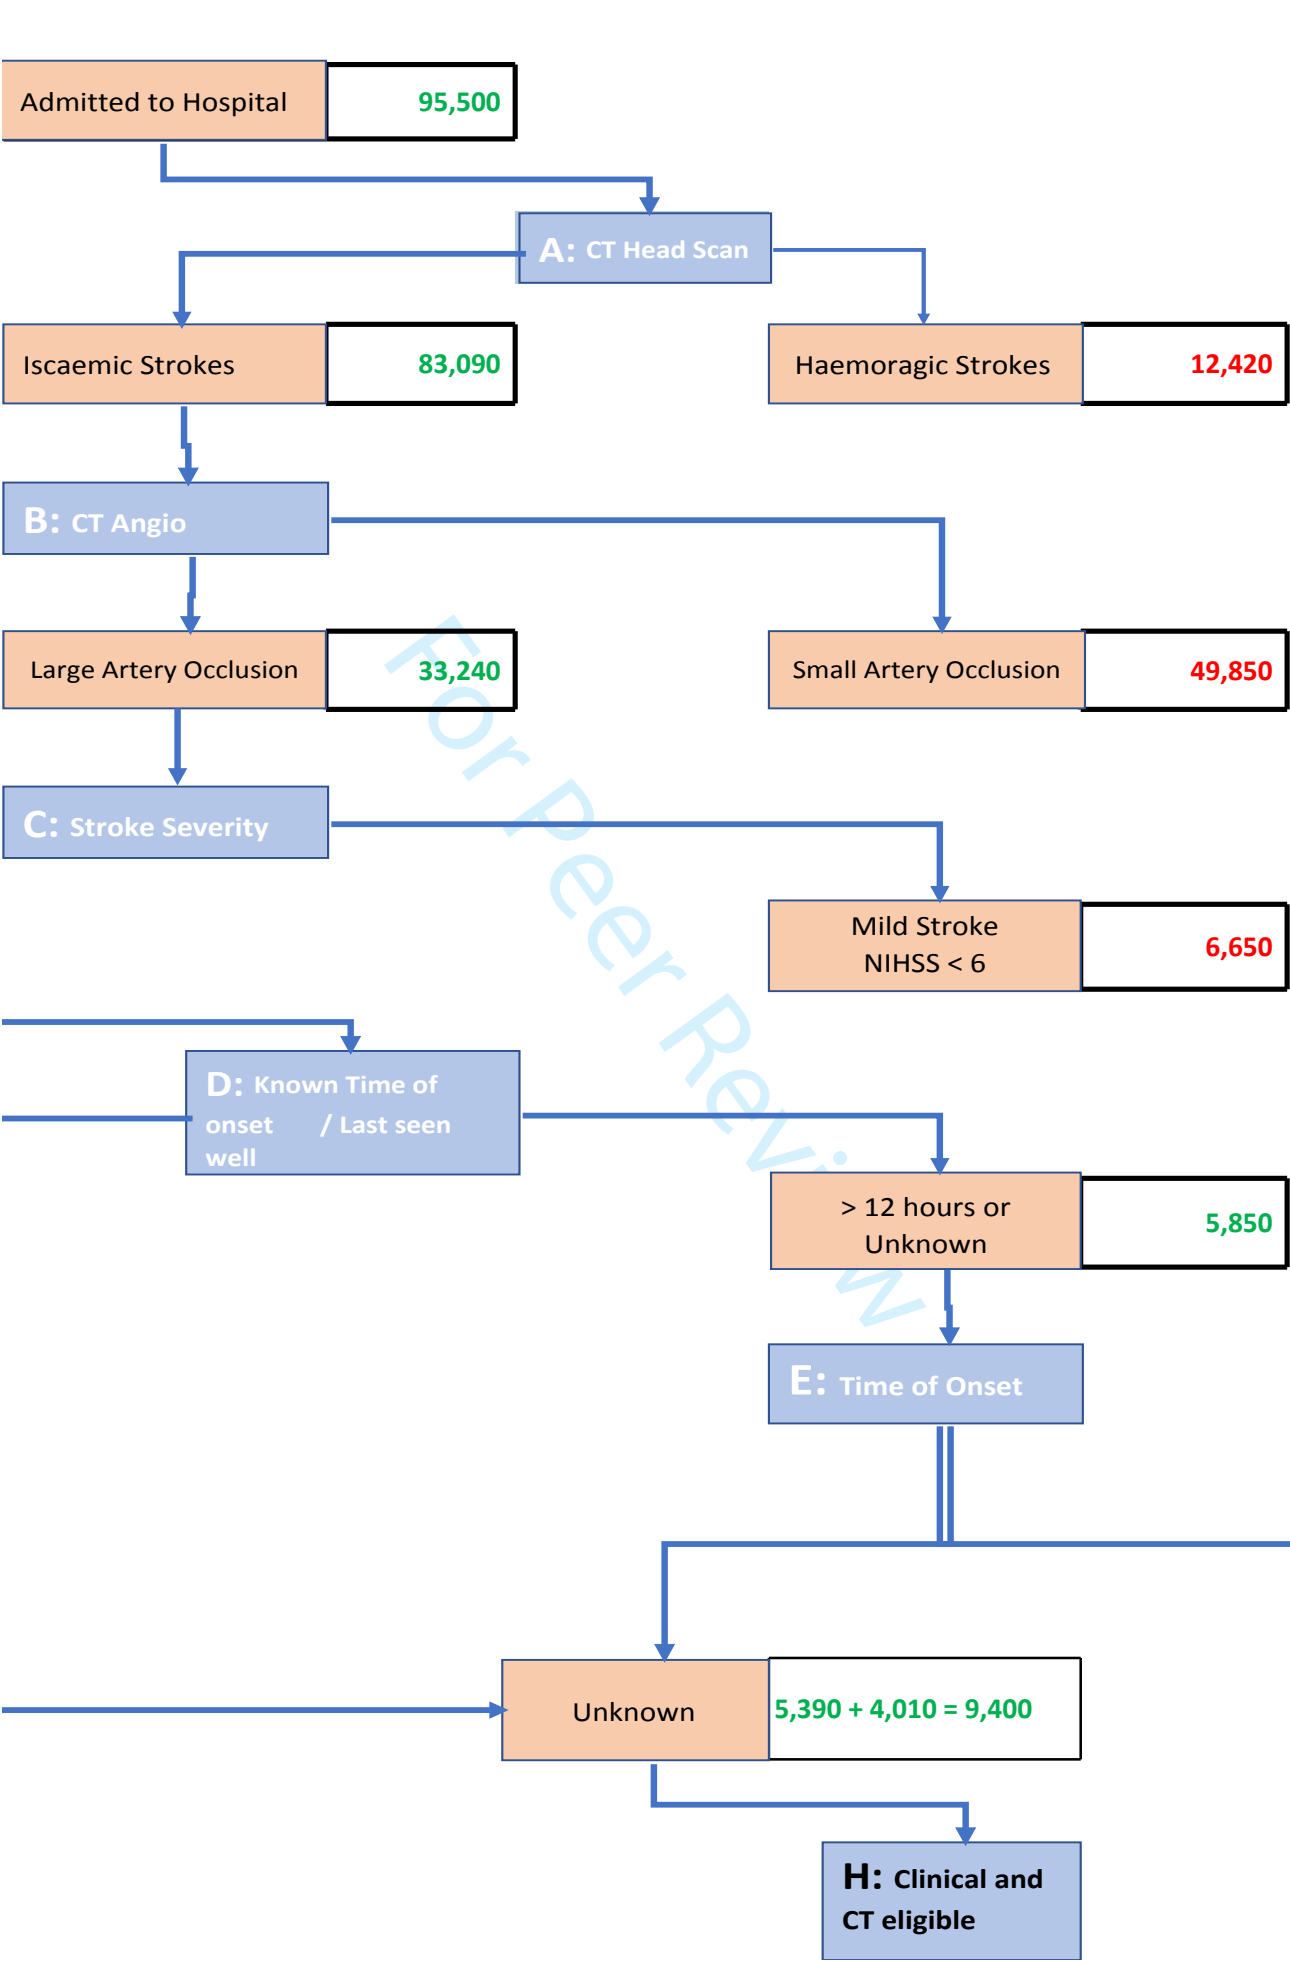 Admitted to Hospital 95,500
A: CT Head Scan
Iscaemic Strokes 83,090
Haemoragic Strokes 12,420
B: CT Angio
Large Artery Occlusion 33,240
Small Artery Occlusion 49,850
C: Stroke Severity
Mild Stroke
NIHSS < 6
6,650
D: Known Time of
onset / Last seen
well
> 12 hours or
Unknown
5,850
E: Time of Onset
Unknown 5,390 + 4,010 = 9,400
H: Clinical and
CT eligible
For Peer Review